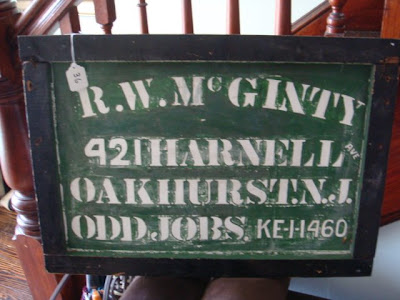 R.W. McGINTY
421 HARNELL AVE
OAKHURST. N.J.
ODD JOBS. KE-1-1460